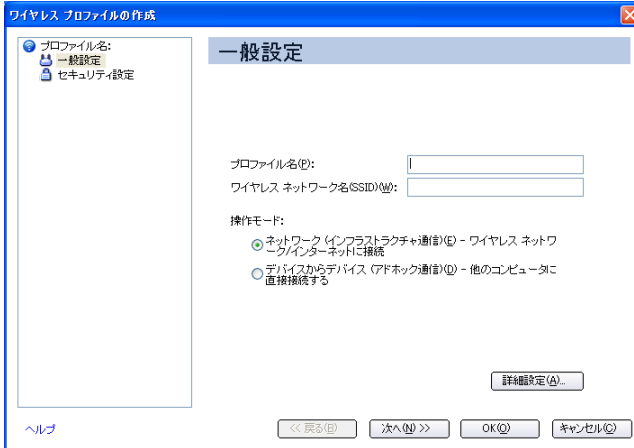 ワイヤレス プロファイルの作成
プロファイル名:
一般設定
セキュリティ設定
一般設定
プロファイル名(P):
ワイヤレス ネットワーク名(SSID)(W):
操作モード:
ネットワーク (インフラストラクチャ通信)(E) - ワイヤレス ネットワ
ーク/インターネットに接続
デバイスからデバイス (アドホック通信)(D) - 他のコンピュータに
直接接続する
詳細設定(A)...
ヘルプ
<< 戻る(B)
次へ(N) >>
OK(O)
キャンセル(C)